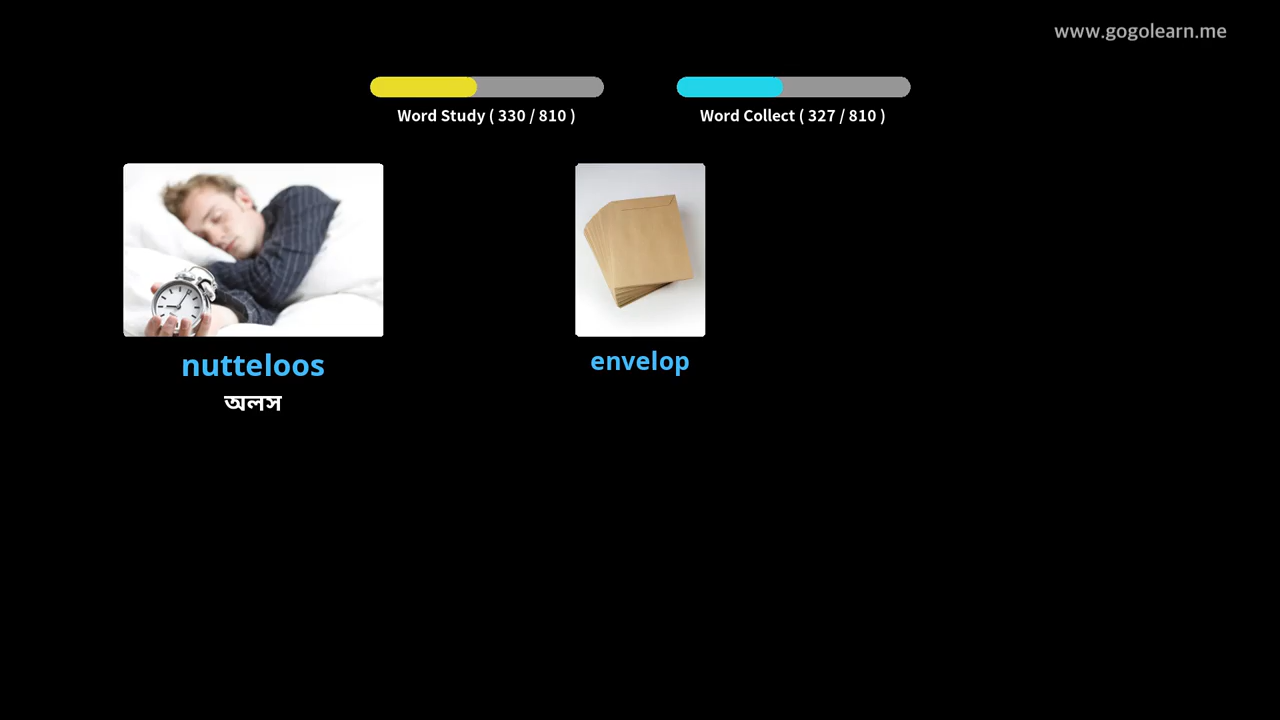 www.gogolearn.me
Word Study ( 330 / 810 )
Word Collect ( 327 / 810 )
nutteloos
অলস
envelop